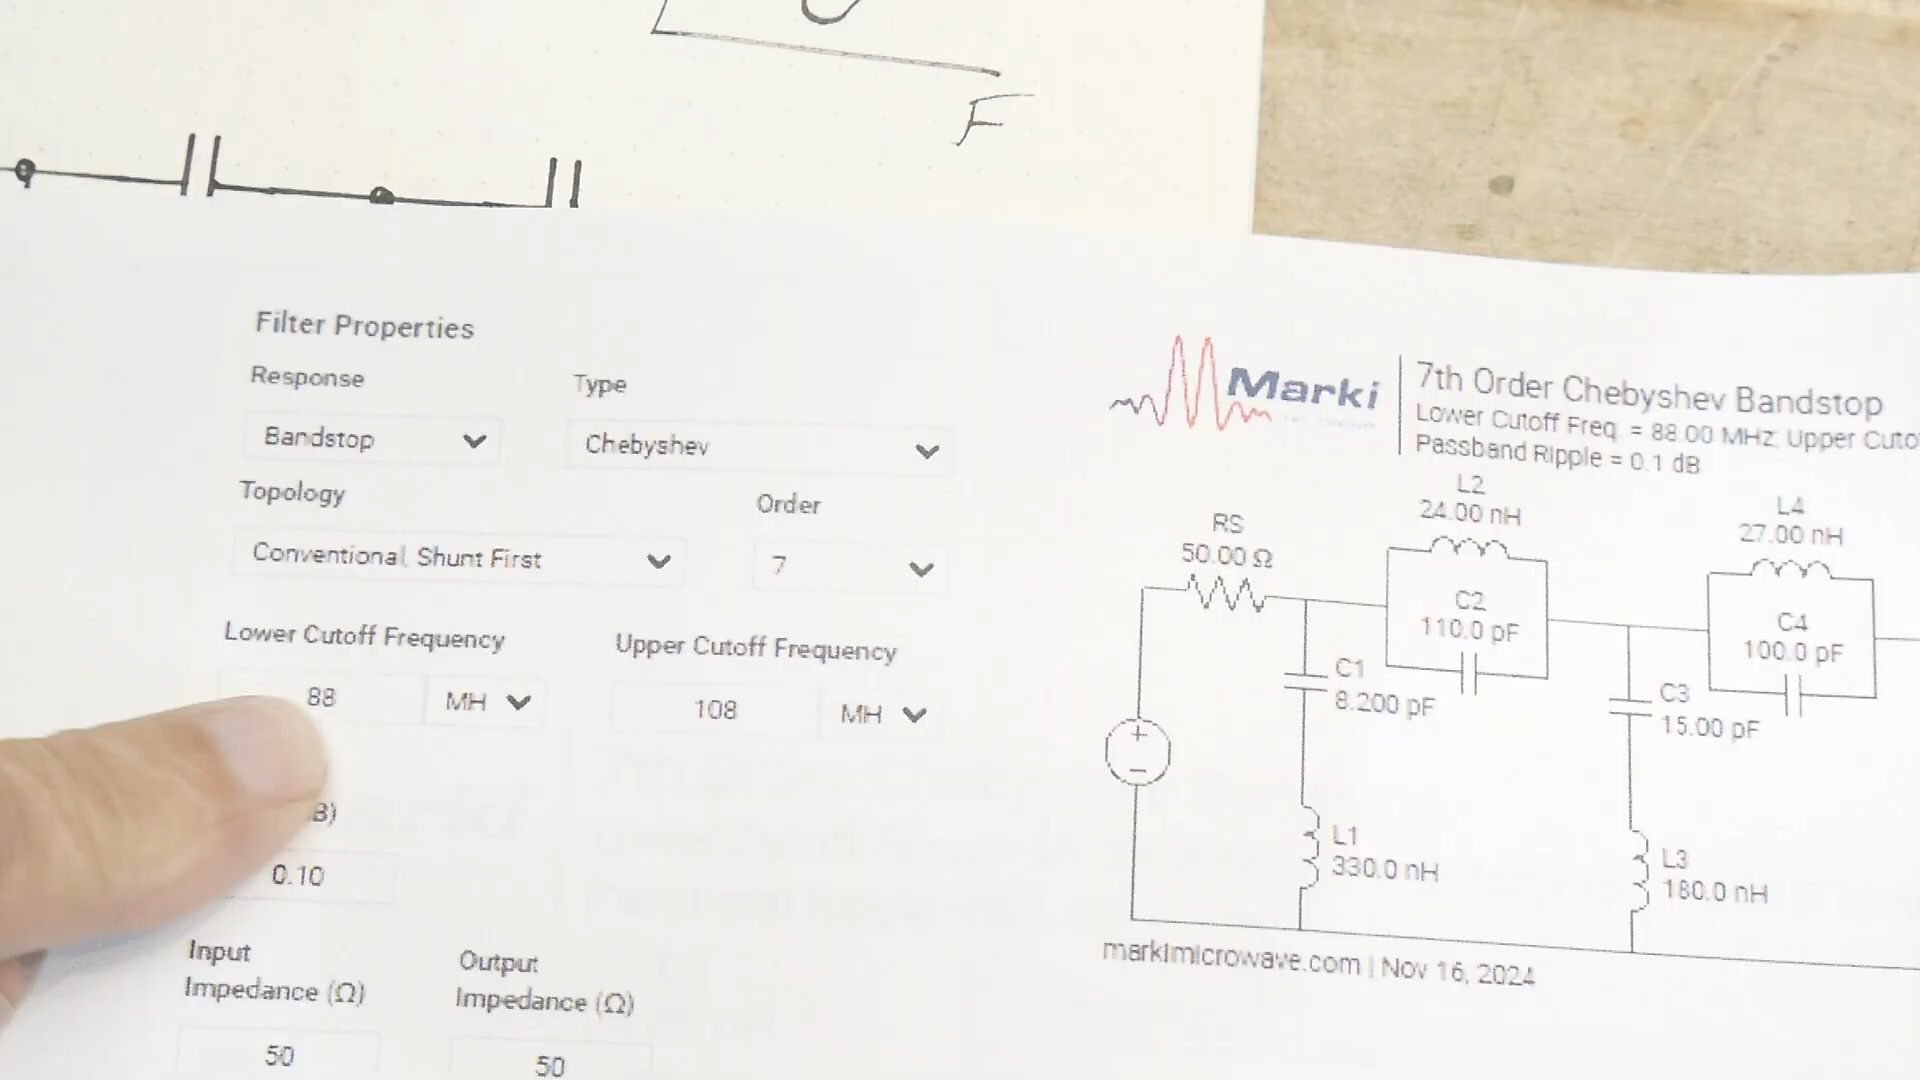 F
Filter Properties
Response
Type
Bandstop
Chebyshev
Topology
Order
Conventional, Shunt First
7
Lower Cutoff Frequency
Upper Cutoff Frequency
88
MH
108
MH
B)
0.10
Input
Impedance (Ω)
Output
Impedance (Ω)
50
50
Marki
7th Order Chebyshev Bandstop
Lower Cutoff Freq. = 88.00 MHz; Upper Cuto
Passband Ripple = 0.1 dB
RS
50.00 Ω
L2
24.00 nH
C2
110.0 pF
L4
27.00 nH
C4
100.0 pF
C1
8.200 pF
C3
15.00 pF
L1
330.0 nH
L3
180.0 nH
markimicrowave.com | Nov 16, 2024